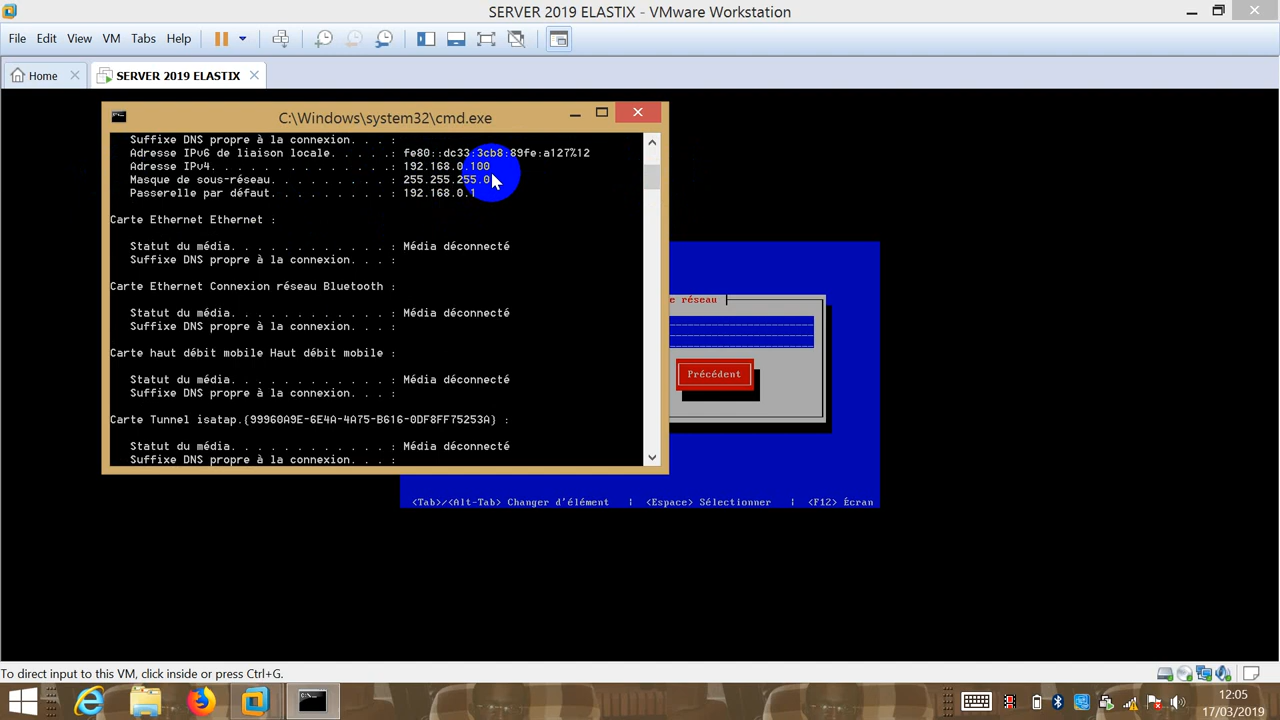 SERVER 2019 ELASTIX - VMware Workstation
File Edit View VM Tabs Help
Home SERVER 2019 ELASTIX
C:\Windows\system32\cmd.exe
Suffixe DNS propre à la connexion. . . :
Adresse IPv6 de liaison locale. . . . .: fe80::dc33:3cb8:89fe:a127%12
Adresse IPv4. . . . . . . . . . . . . .: 192.168.0.100
Masque de sous-réseau. . . . . . . . . : 255.255.255.0
Passerelle par défaut. . . . . . . . . : 192.168.0.1
Carte Ethernet Ethernet :
Statut du média. . . . . . . . . . . . : Média déconnecté
Suffixe DNS propre à la connexion. . . :
Carte Ethernet Connexion réseau Bluetooth :
Statut du média. . . . . . . . . . . . : Média déconnecté
Suffixe DNS propre à la connexion. . . :
Carte haut débit mobile Haut débit mobile :
Statut du média. . . . . . . . . . . . : Média déconnecté
Suffixe DNS propre à la connexion. . . :
Carte Tunnel isatap.{99960A9E-6E4A-4A75-B616-0DF8FF75253A} :
Statut du média. . . . . . . . . . . . : Média déconnecté
Suffixe DNS propre à la connexion. . . :
e réseau
Précédent
<Tab>/<Alt-Tab> Changer d'élément | <Espace> Sélectionner | <F12> Écran
To direct input to this VM, click inside or press Ctrl+G.
12:05
17/03/2019